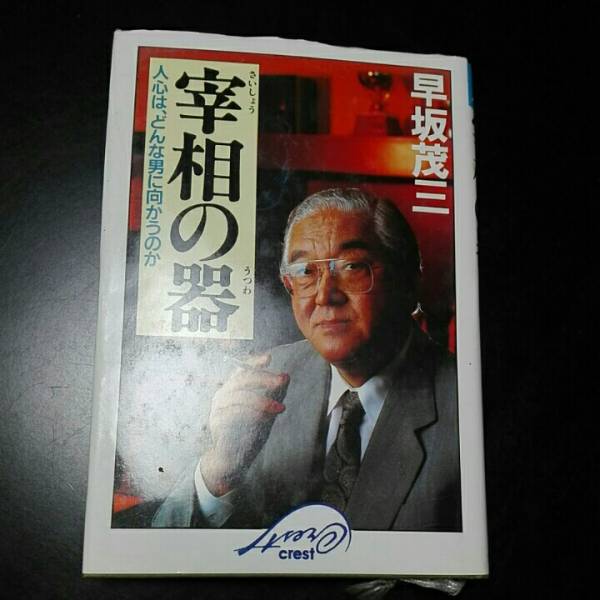 早坂茂三
宰相の器
さいしょう
うつわ
人心は、どんな男に向かうのか
Crest
crest